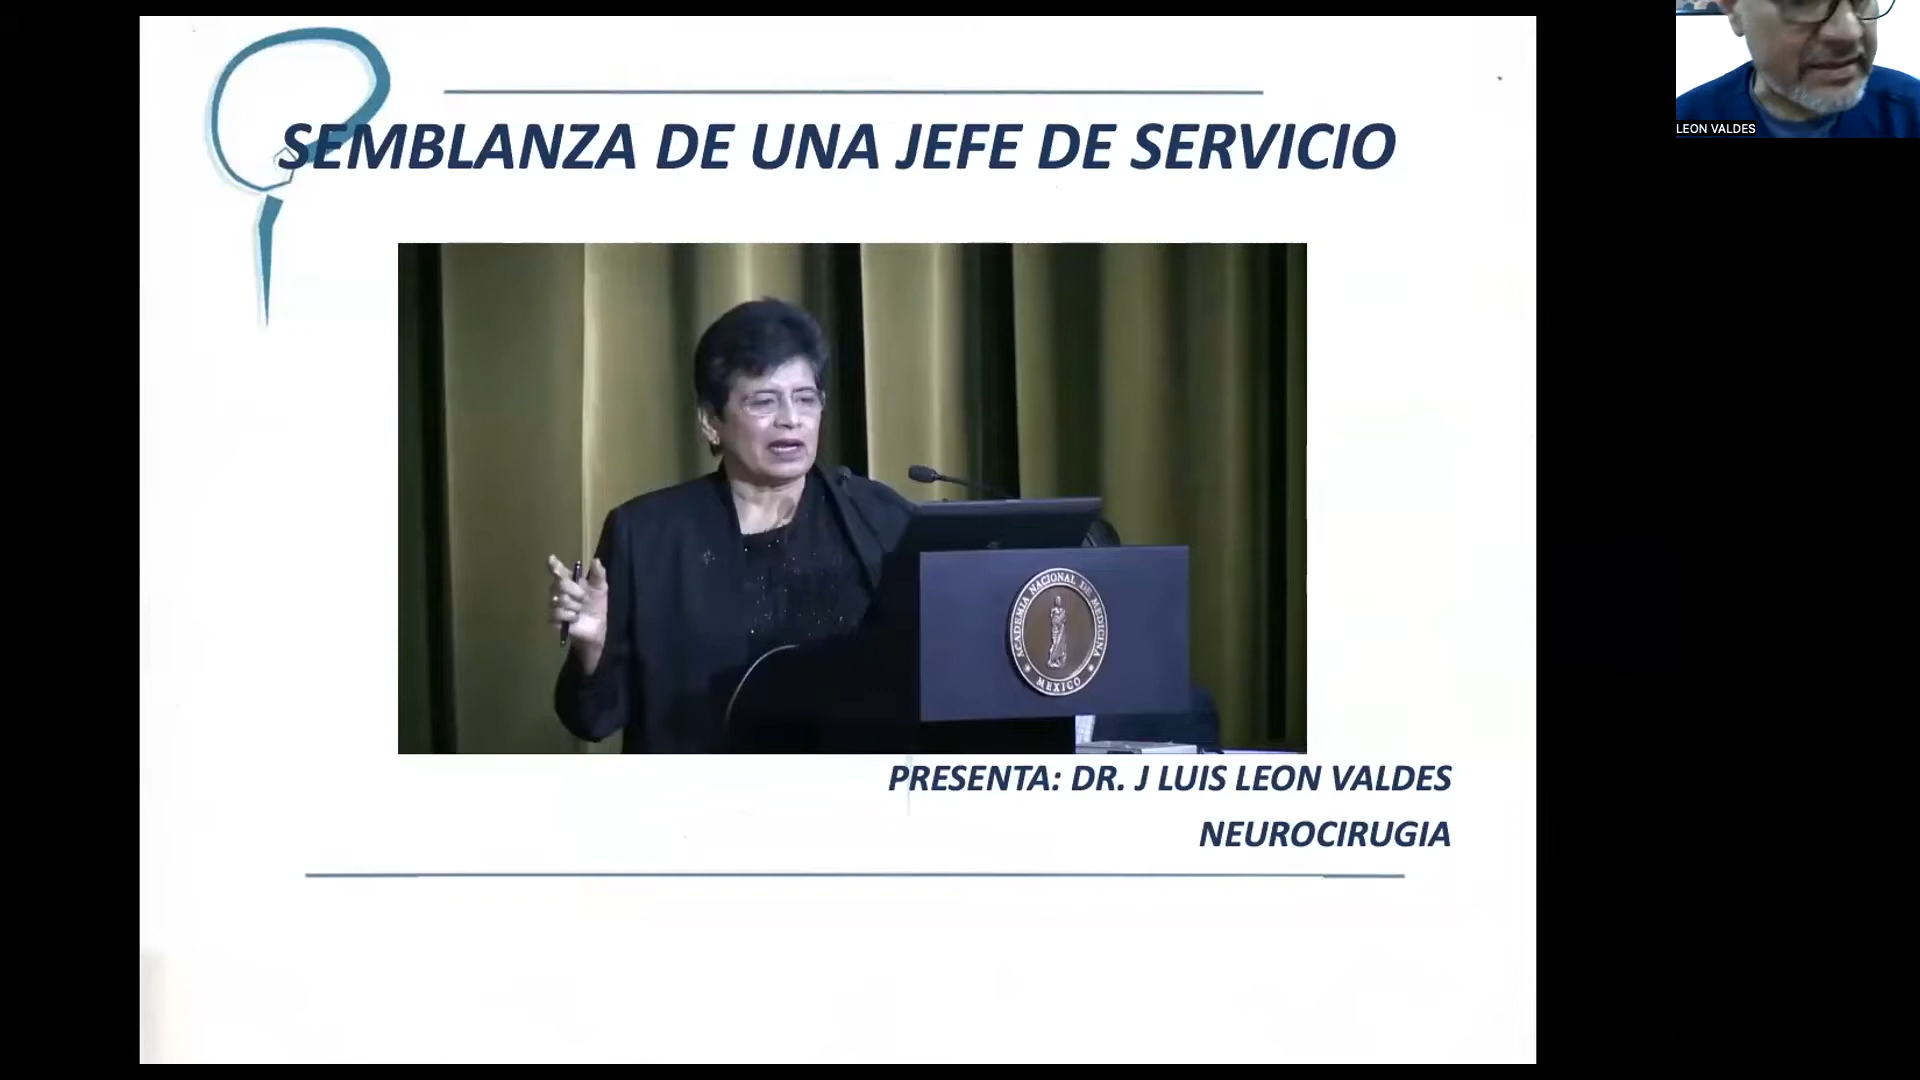 SEMBLANZA DE UNA JEFE DE SERVICIO
LEON VALDES
ACADEMIA NACIONAL DE MEDICINA
MEXICO
PRESENTA: DR. J LUIS LEON VALDES
NEUROCIRUGIA